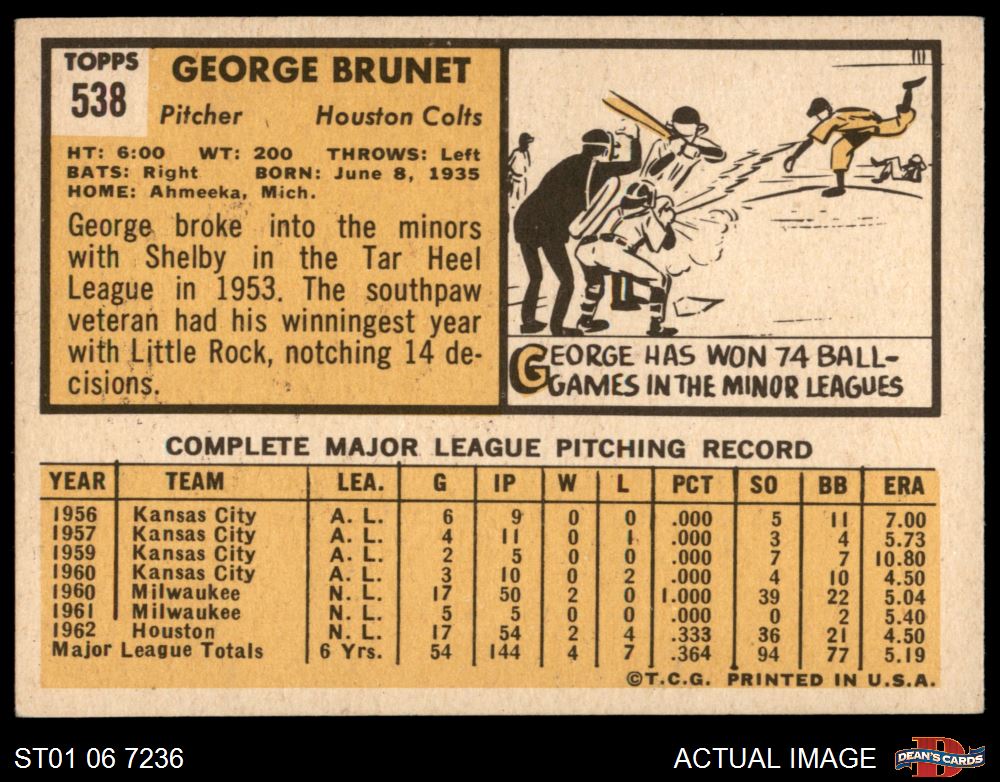 TOPPS
538
GEORGE BRUNET
Pitcher Houston Colts
HT: 6:00 WT: 200 THROWS: Left
BATS: Right BORN: June 8, 1935
HOME: Ahmeeka, Mich.
George broke into the minors
with Shelby in the Tar Heel
League in 1953. The southpaw
veteran had his winningest year
with Little Rock, notching 14 de-
cisions.
GEORGE HAS WON 74 BALL-
GAMES IN THE MINOR LEAGUES
COMPLETE MAJOR LEAGUE PITCHING RECORD
YEAR TEAM LEA. G IP W L PCT SO BB ERA
1956 Kansas City A. L. 6 9 0 0 .000 5 11 7.00
1957 Kansas City A. L. 4 11 0 1 .000 3 4 5.73
1959 Kansas City A. L. 2 5 0 0 .000 7 7 10.80
1960 Kansas City A. L. 3 10 0 2 .000 4 10 4.50
1960 Milwaukee N. L. 17 50 2 0 1.000 39 22 5.04
1961 Milwaukee N. L. 5 5 0 0 .000 0 2 5.40
1962 Houston N. L. 17 54 2 4 .333 36 21 4.50
Major League Totals 6 Yrs. 54 144 4 7 .364 94 77 5.19
©T.C.G. PRINTED IN U.S.A.
ST01 06 7236 ACTUAL IMAGE DEAN'S CARDS